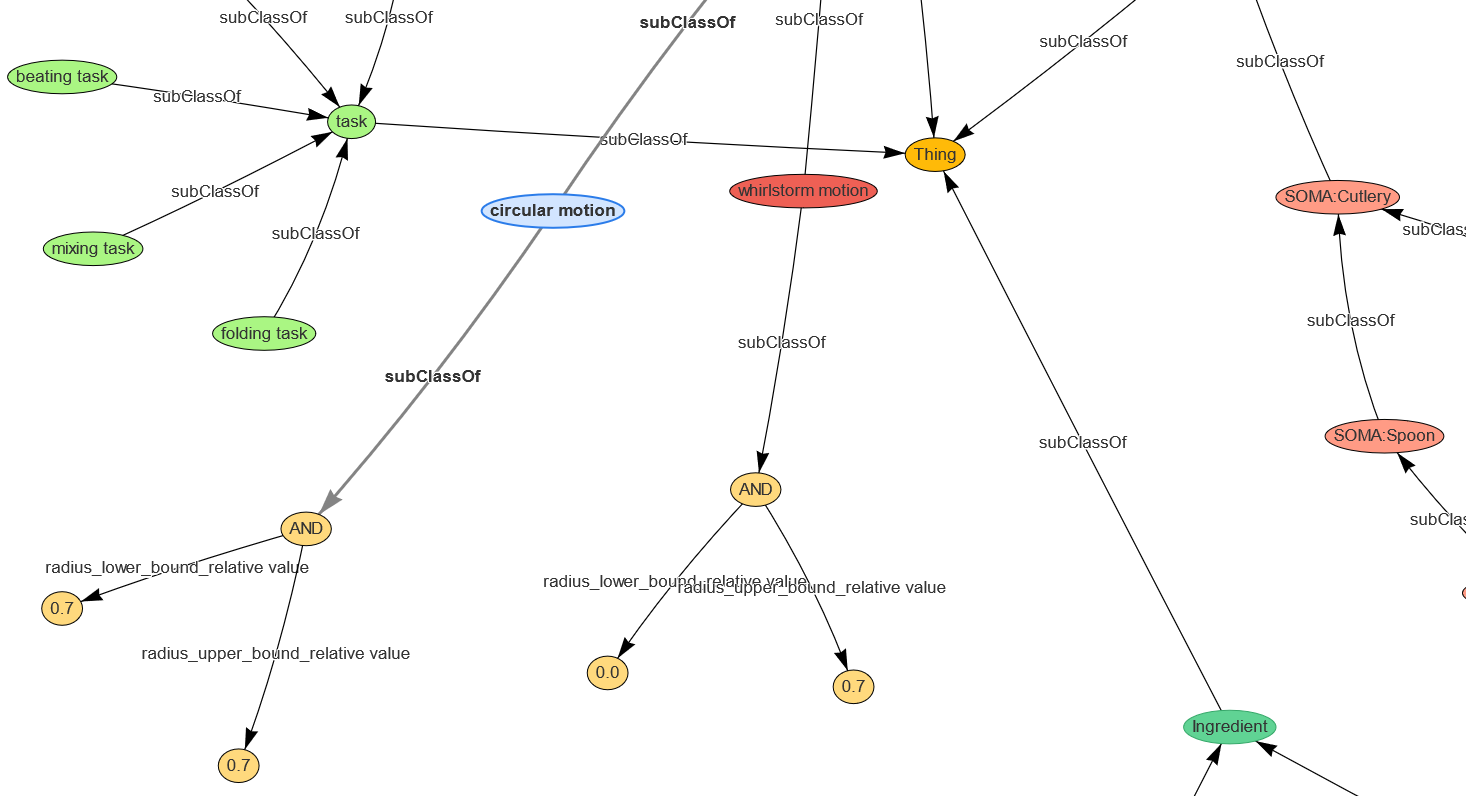 subClassOf
subClassOf
subClassOf
subClassOf
subClassOf
subClassOf
beating task
subClassOf
task
subClassOf
Thing
subClassOf
whirlstorm motion
SOMA:Cutlery
circular motion
subClas
subClassOf
mixing task
subClassOf
folding task
subClassOf
subClassOf
subClassOf
SOMA:Spoon
subClassOf
AND
subClas
AND
radius_lower_bound_relative value
radius_lower_bound_relative value
radius_upper_bound_relative value
0.7
radius_upper_bound_relative value
0.0
0.7
Ingredient
0.7